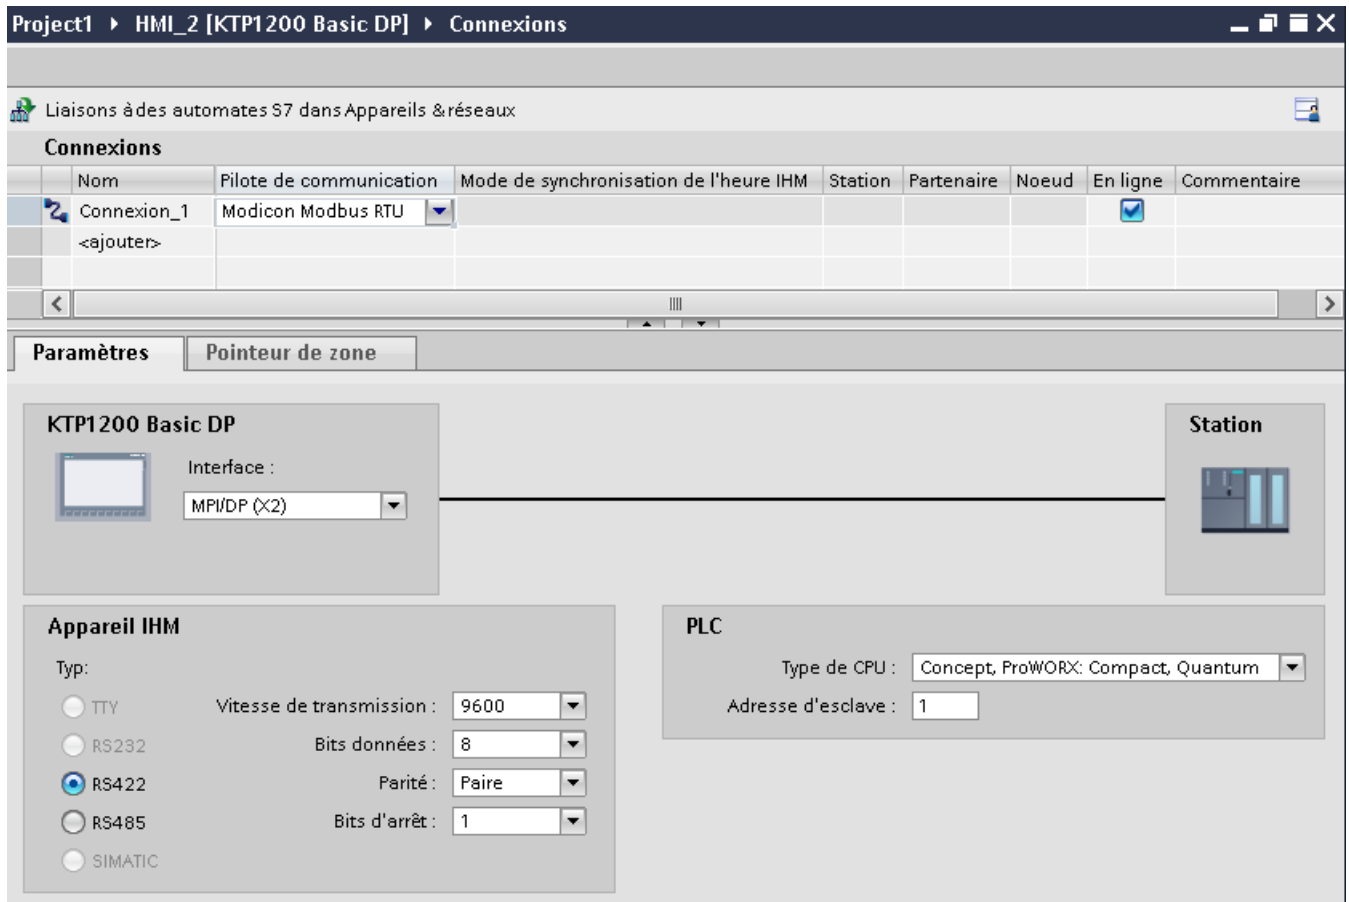 Project1 ▸ HMI_2 [KTP1200 Basic DP] ▸ Connexions
Liaisons à des automates S7 dans Appareils & réseaux
Connexions
Nom Pilote de communication Mode de synchronisation de l'heure IHM Station Partenaire Noeud En ligne Commentaire
Connexion_1 Modicon Modbus RTU
<ajouter>
Paramètres Pointeur de zone
KTP1200 Basic DP Station
Interface :
MPI/DP (X2)
Appareil IHM PLC
Typ: Type de CPU : Concept, ProWORX: Compact, Quantum
TTY Vitesse de transmission : 9600 Adresse d'esclave : 1
RS232 Bits données : 8
RS422 Parité : Paire
RS485 Bits d'arrêt : 1
SIMATIC